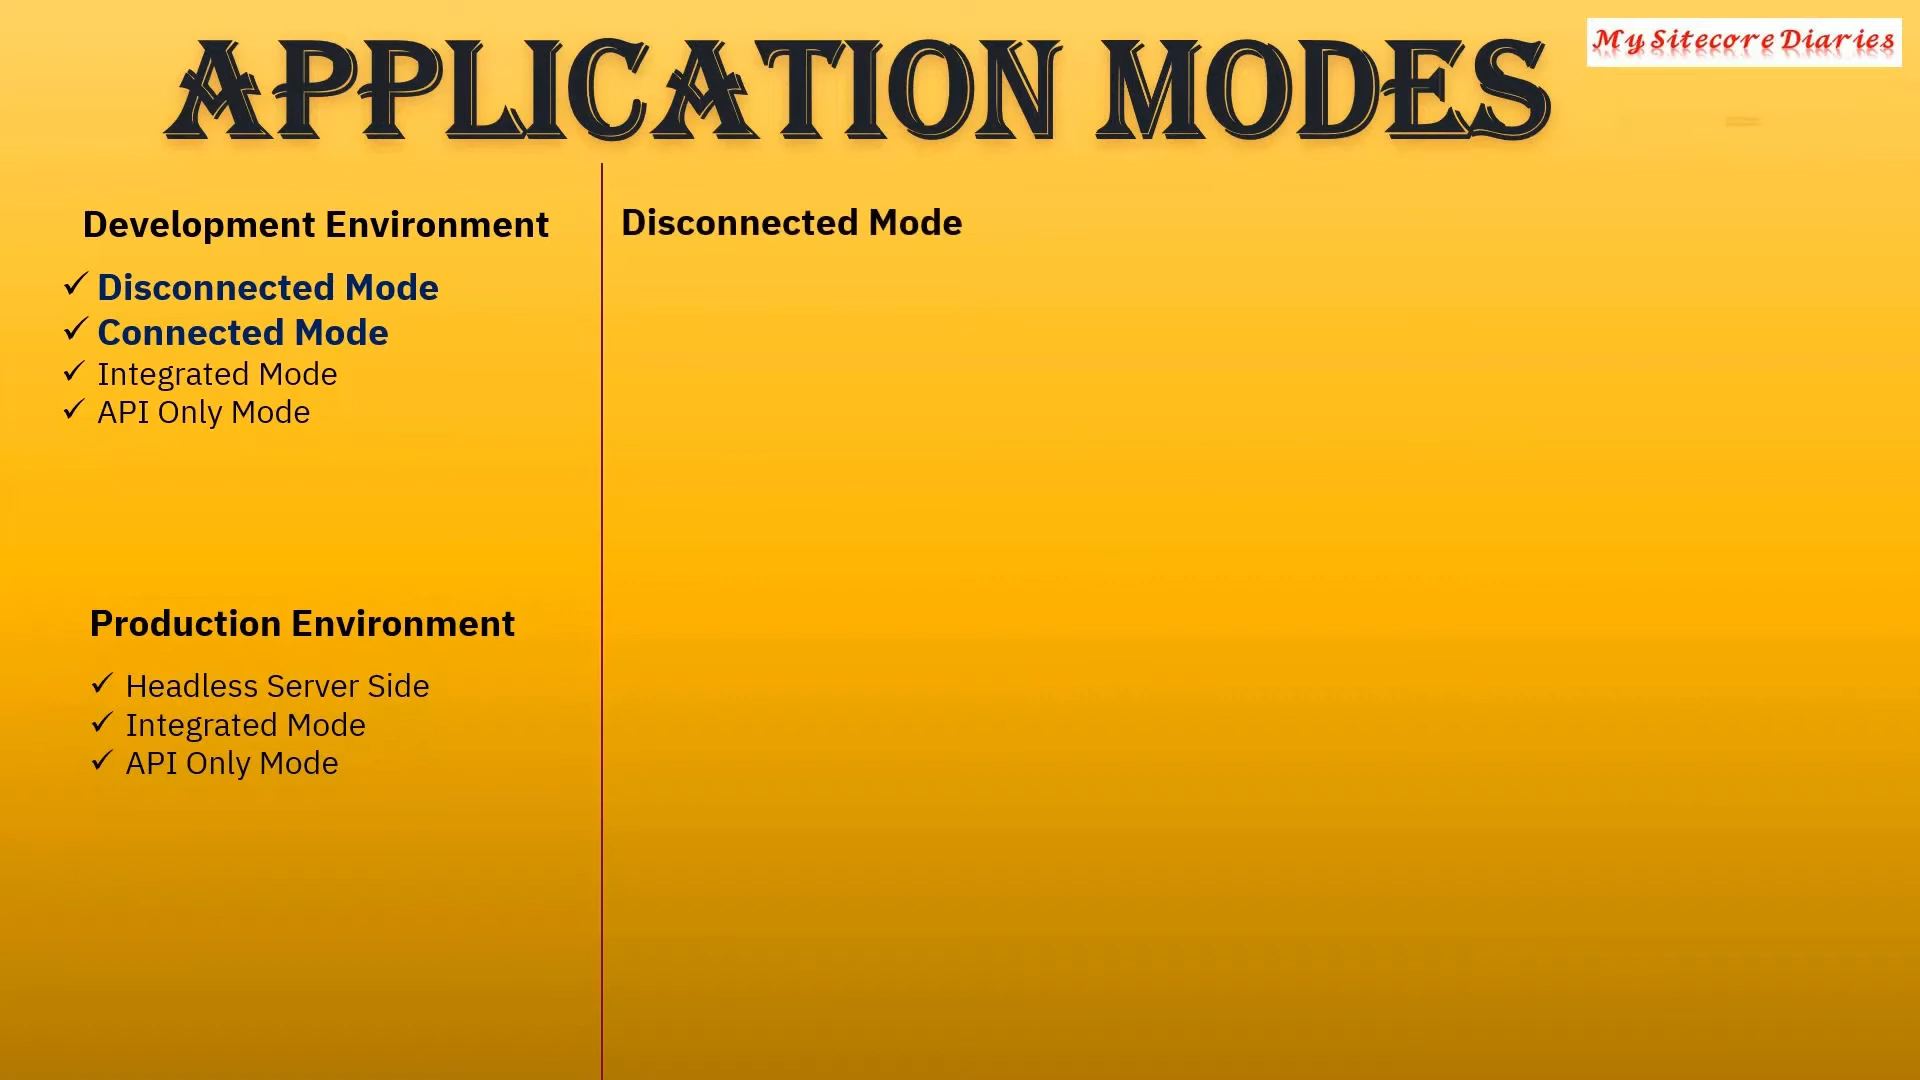 APPLICATION MODES
My Sitecore Diaries
Development Environment
✓ Disconnected Mode
✓ Connected Mode
✓ Integrated Mode
✓ API Only Mode
Production Environment
✓ Headless Server Side
✓ Integrated Mode
✓ API Only Mode
Disconnected Mode